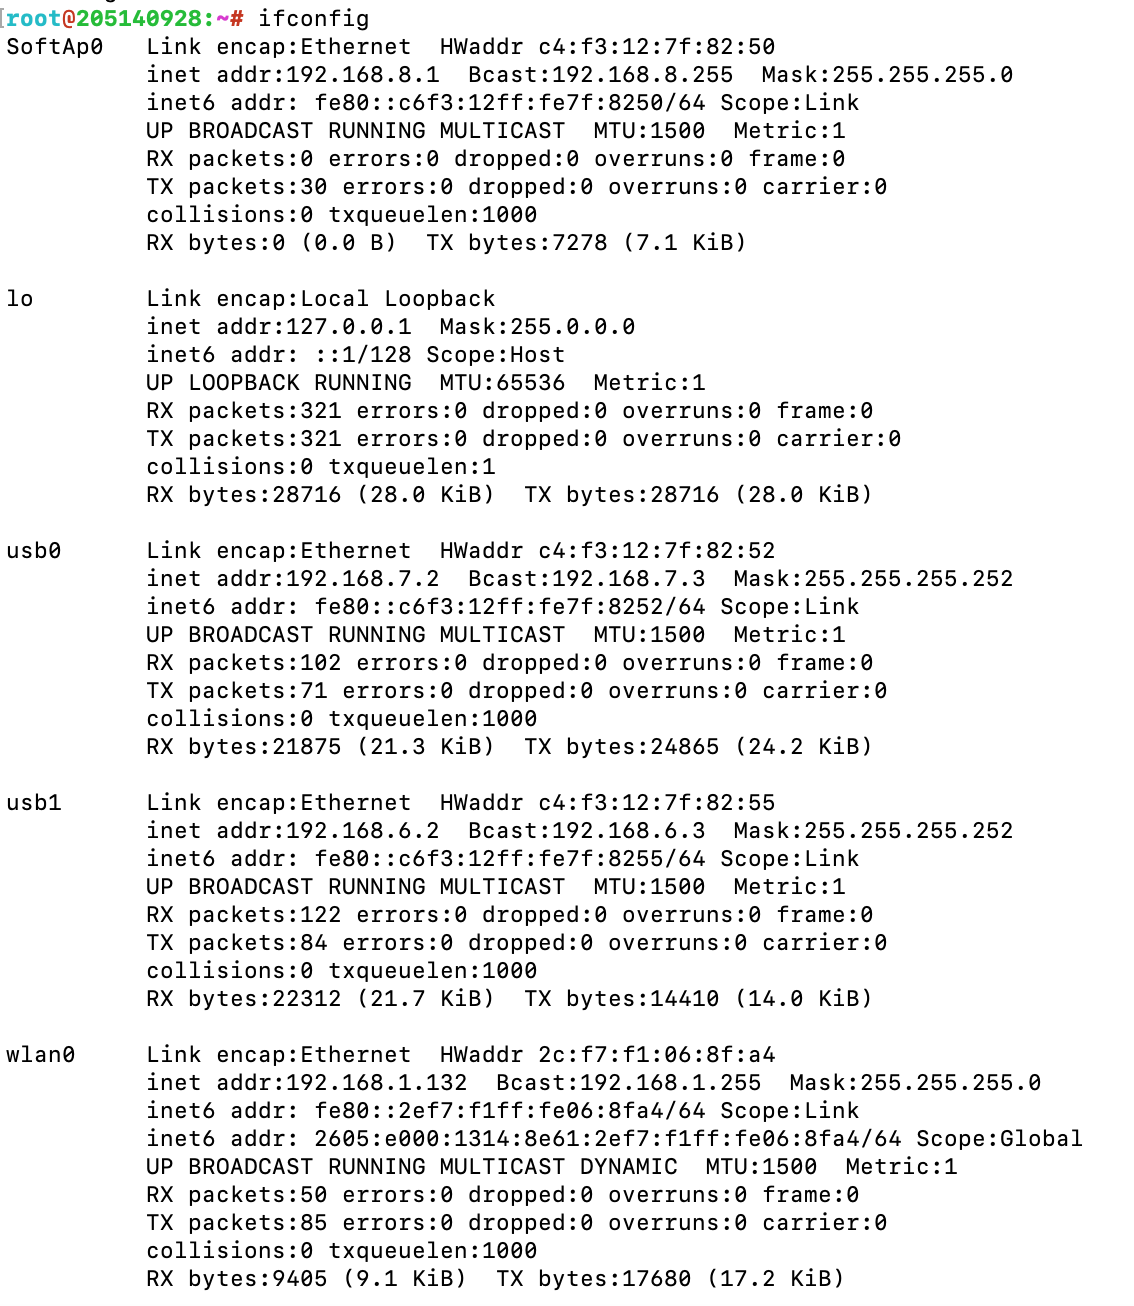 [root@205140928:~# ifconfig
SoftAp0   Link encap:Ethernet  HWaddr c4:f3:12:7f:82:50
          inet addr:192.168.8.1  Bcast:192.168.8.255  Mask:255.255.255.0
          inet6 addr: fe80::c6f3:12ff:fe7f:8250/64 Scope:Link
          UP BROADCAST RUNNING MULTICAST  MTU:1500  Metric:1
          RX packets:0 errors:0 dropped:0 overruns:0 frame:0
          TX packets:30 errors:0 dropped:0 overruns:0 carrier:0
          collisions:0 txqueuelen:1000
          RX bytes:0 (0.0 B)  TX bytes:7278 (7.1 KiB)

lo        Link encap:Local Loopback
          inet addr:127.0.0.1  Mask:255.0.0.0
          inet6 addr: ::1/128 Scope:Host
          UP LOOPBACK RUNNING  MTU:65536  Metric:1
          RX packets:321 errors:0 dropped:0 overruns:0 frame:0
          TX packets:321 errors:0 dropped:0 overruns:0 carrier:0
          collisions:0 txqueuelen:1
          RX bytes:28716 (28.0 KiB)  TX bytes:28716 (28.0 KiB)

usb0      Link encap:Ethernet  HWaddr c4:f3:12:7f:82:52
          inet addr:192.168.7.2  Bcast:192.168.7.3  Mask:255.255.255.252
          inet6 addr: fe80::c6f3:12ff:fe7f:8252/64 Scope:Link
          UP BROADCAST RUNNING MULTICAST  MTU:1500  Metric:1
          RX packets:102 errors:0 dropped:0 overruns:0 frame:0
          TX packets:71 errors:0 dropped:0 overruns:0 carrier:0
          collisions:0 txqueuelen:1000
          RX bytes:21875 (21.3 KiB)  TX bytes:24865 (24.2 KiB)

usb1      Link encap:Ethernet  HWaddr c4:f3:12:7f:82:55
          inet addr:192.168.6.2  Bcast:192.168.6.3  Mask:255.255.255.252
          inet6 addr: fe80::c6f3:12ff:fe7f:8255/64 Scope:Link
          UP BROADCAST RUNNING MULTICAST  MTU:1500  Metric:1
          RX packets:122 errors:0 dropped:0 overruns:0 frame:0
          TX packets:84 errors:0 dropped:0 overruns:0 carrier:0
          collisions:0 txqueuelen:1000
          RX bytes:22312 (21.7 KiB)  TX bytes:14410 (14.0 KiB)

wlan0     Link encap:Ethernet  HWaddr 2c:f7:f1:06:8f:a4
          inet addr:192.168.1.132  Bcast:192.168.1.255  Mask:255.255.255.0
          inet6 addr: fe80::2ef7:f1ff:fe06:8fa4/64 Scope:Link
          inet6 addr: 2605:e000:1314:8e61:2ef7:f1ff:fe06:8fa4/64 Scope:Global
          UP BROADCAST RUNNING MULTICAST DYNAMIC  MTU:1500  Metric:1
          RX packets:50 errors:0 dropped:0 overruns:0 frame:0
          TX packets:85 errors:0 dropped:0 overruns:0 carrier:0
          collisions:0 txqueuelen:1000
          RX bytes:9405 (9.1 KiB)  TX bytes:17680 (17.2 KiB)